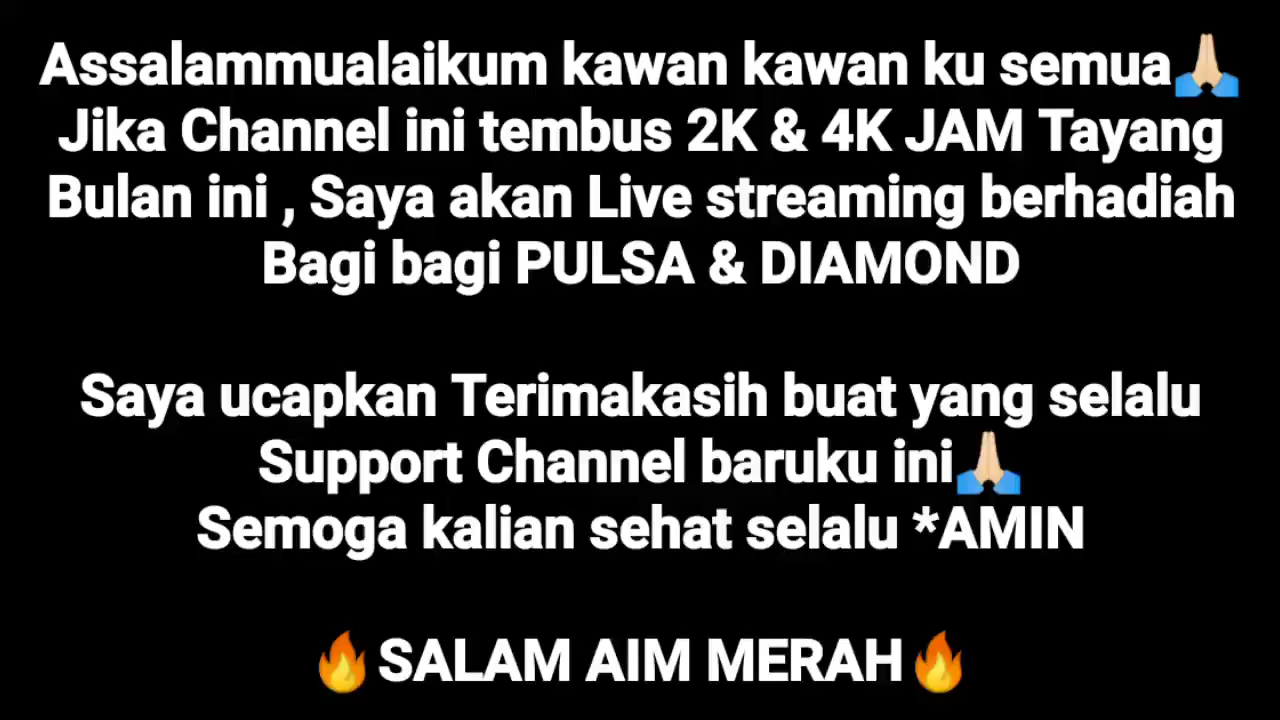 Assalammualaikum kawan kawan ku semua🙏🏻
Jika Channel ini tembus 2K & 4K JAM Tayang
Bulan ini , Saya akan Live streaming berhadiah
Bagi bagi PULSA & DIAMOND
Saya ucapkan Terimakasih buat yang selalu
Support Channel baruku ini🙏🏻
Semoga kalian sehat selalu *AMIN
🔥SALAM AIM MERAH🔥